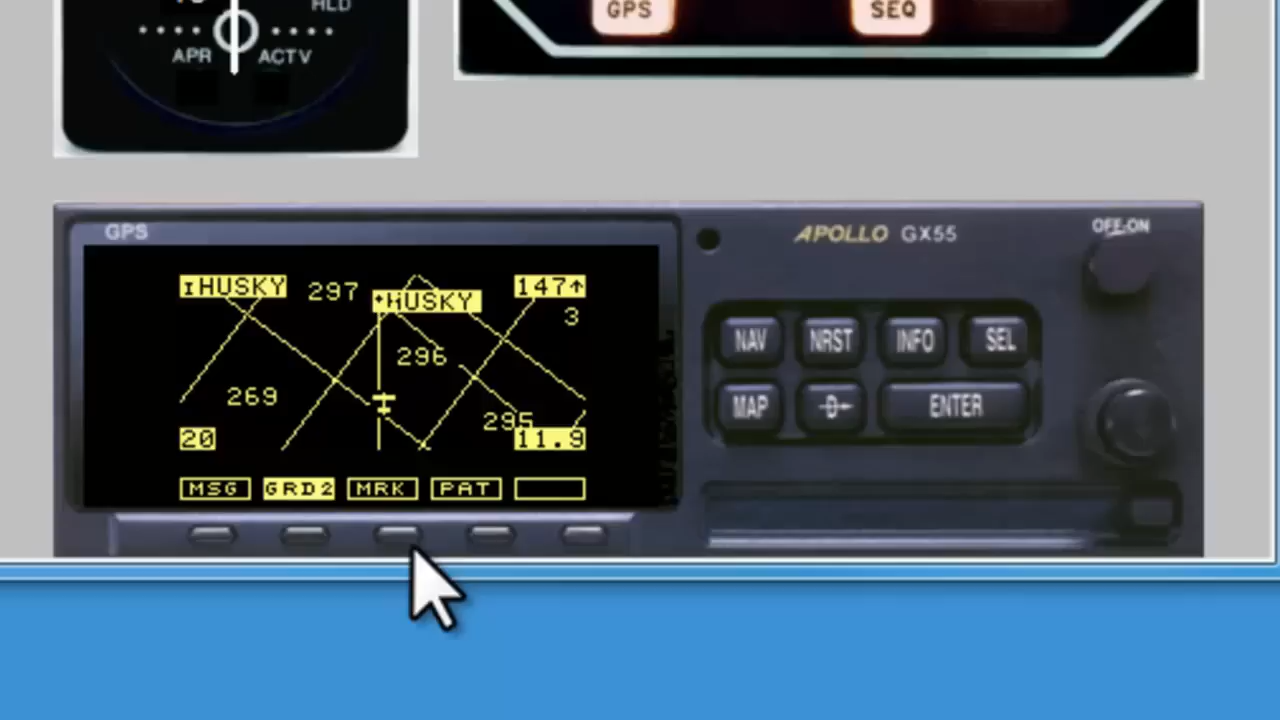 HLD
APR ACTV
GPS SEQ
GPS
APOLLO GX55
OFF-ON
IHUSKY 297 *HUSKY 147↑
3
296
269
295
20 11.9
MSG GRD2 MRK PAT
NAV NRST INFO SEL
MAP D ENTER